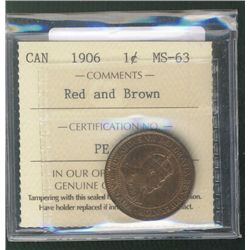 CAN 1906 1¢ MS-63
COMMENTS
Red and Brown
CERTIFICATION NO.
PE
IN OUR OP
GENUINE C
Tampering with this sealed
son.
Have holder replaced if